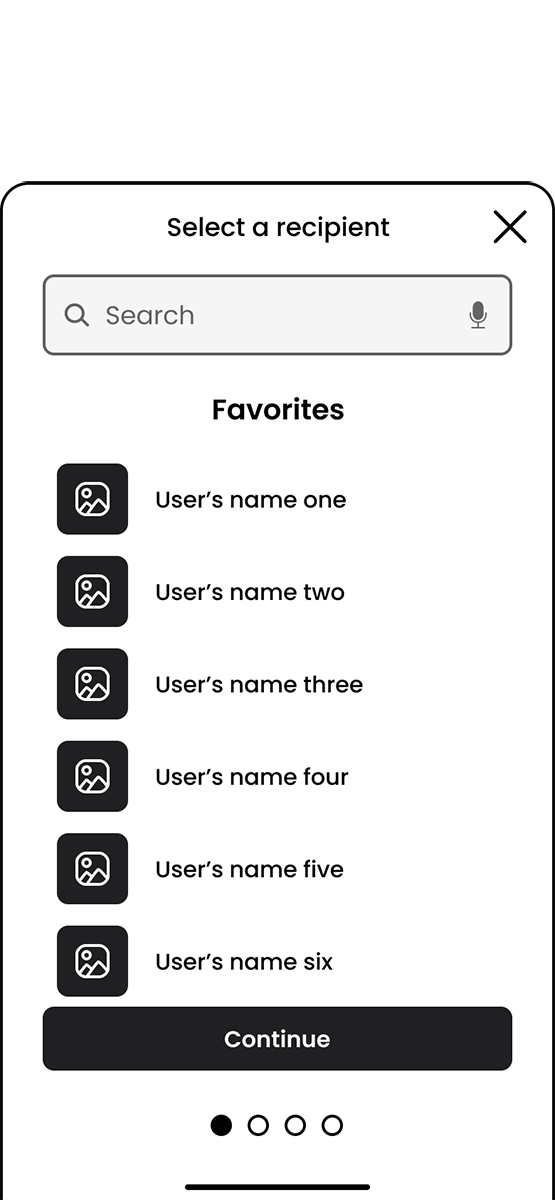 Select a recipient
Search
Favorites
User’s name one
User’s name two
User’s name three
User’s name four
User’s name five
User’s name six
Continue